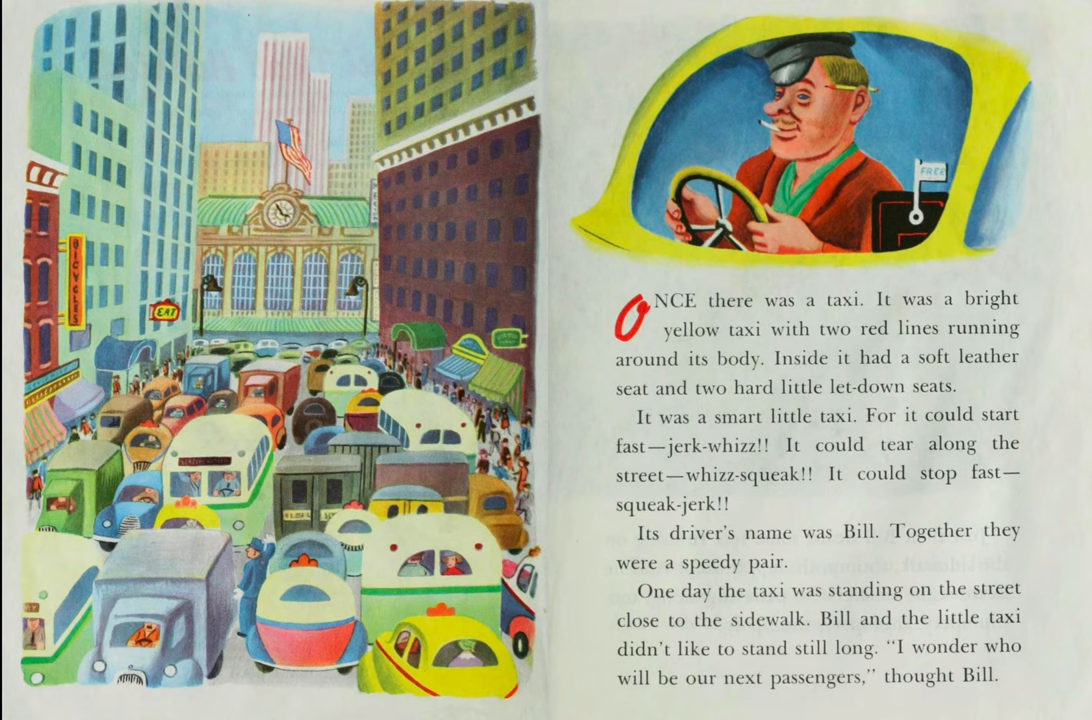 BICYCLES
EAT
FREE
ONCE there was a taxi. It was a bright
yellow taxi with two red lines running
around its body. Inside it had a soft leather
seat and two hard little let-down seats.
It was a smart little taxi. For it could start
fast—jerk-whizz!! It could tear along the
street—whizz-squeak!! It could stop fast—
squeak-jerk!!
Its driver's name was Bill. Together they
were a speedy pair.
One day the taxi was standing on the street
close to the sidewalk. Bill and the little taxi
didn't like to stand still long. “I wonder who
will be our next passengers,” thought Bill.